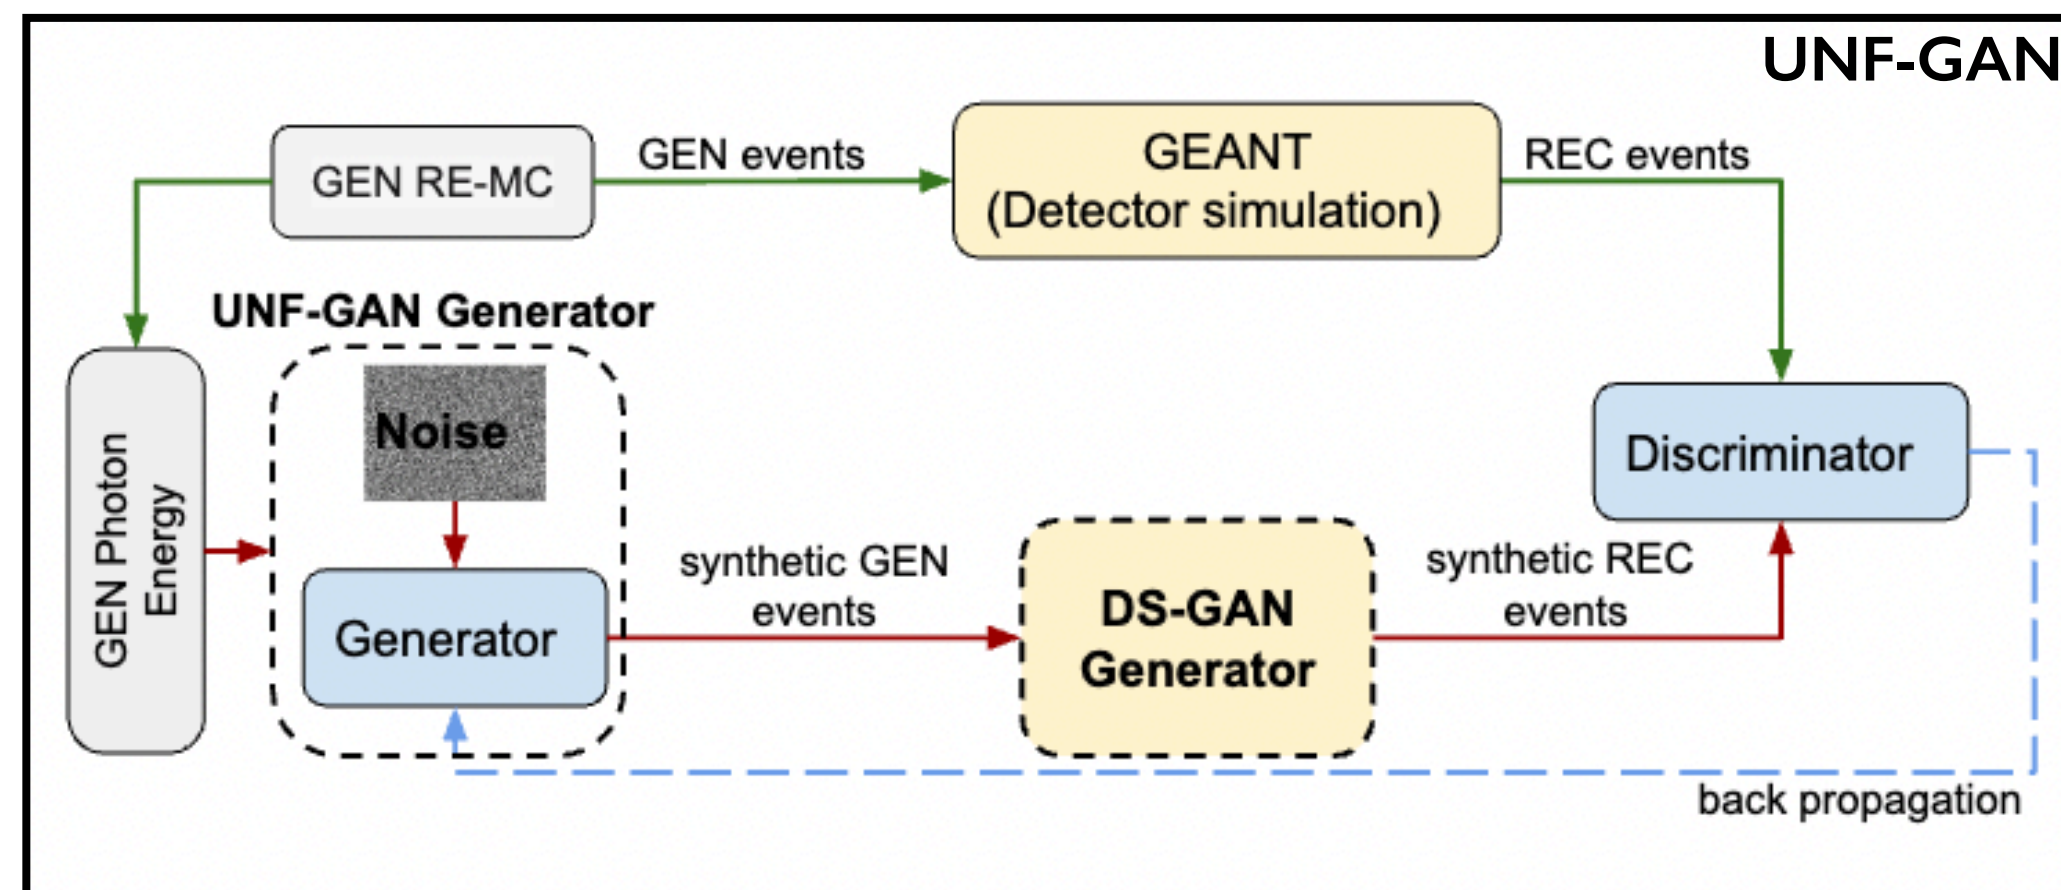 UNF-GAN
GEN RE-MC
GEN events
GEANT
(Detector simulation)
REC events
UNF-GAN Generator
GEN Photon
Energy
Noise
Generator
synthetic GEN
events
DS-GAN
Generator
synthetic REC
events
Discriminator
back propagation